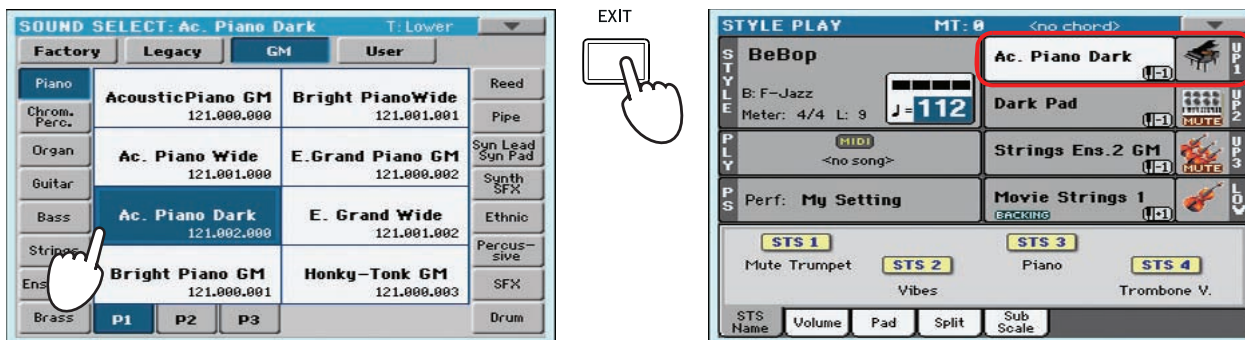 SOUND SELECT: Ac. Piano Dark T: Lower
Factory Legacy GM User
Piano
Chrom. Perc.
Organ
Guitar
Bass
Strings
Ens
Brass
AcousticPiano GM
121.000.000
Bright PianoWide
121.001.001
Ac. Piano Wide
121.001.000
E.Grand Piano GM
121.000.002
Ac. Piano Dark
121.002.000
E. Grand Wide
121.001.002
Bright Piano GM
121.000.001
Honky-Tonk GM
121.000.003
Reed
Pipe
Syn Lead
Syn Pad
Synth
SFX
Ethnic
Percus-
sive
SFX
Drum
P1 P2 P3
EXIT
STYLE PLAY MT: 0 <no chord>
STYLE
BeBop
B: F-Jazz
Meter: 4/4 L: 9
♩=112
PLY
MIDI
<no song>
PS
Perf: My Setting
Ac. Piano Dark
-1
UP1
Dark Pad
-1
MUTE
UP2
Strings Ens.2 GM
-1
MUTE
UP3
Movie Strings 1
BACKING
+1
LOW
STS 1
Mute Trumpet
STS 2
Vibes
STS 3
Piano
STS 4
Trombone V.
STS
Name
Volume
Pad
Split
Sub
Scale